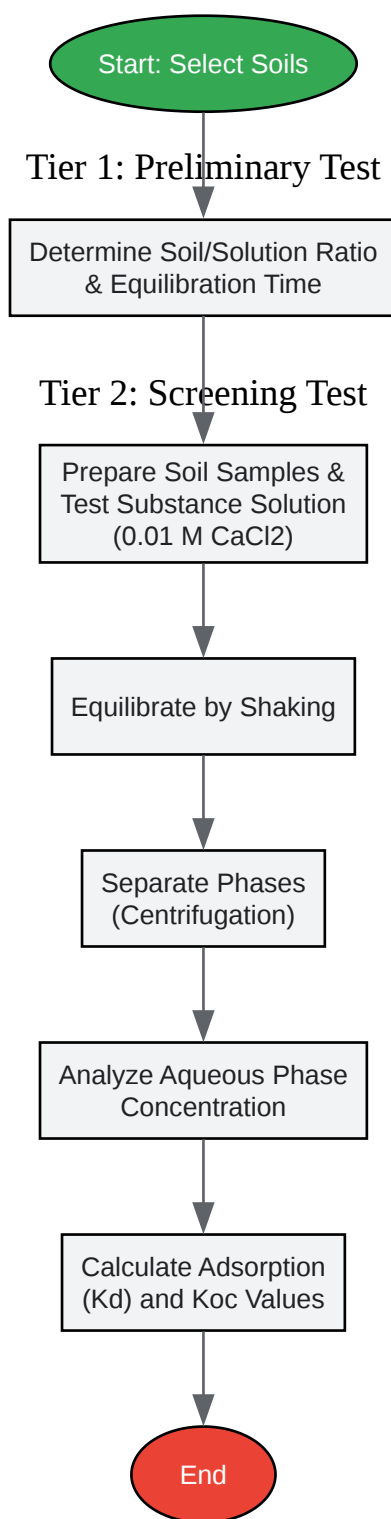 Start: Select Soils
Tier 1: Preliminary Test
Determine Soil/Solution Ratio
& Equilibration Time
Tier 2: Screening Test
Prepare Soil Samples &
Test Substance Solution
(0.01 M CaCl2)
Equilibrate by Shaking
Separate Phases
(Centrifugation)
Analyze Aqueous Phase
Concentration
Calculate Adsorption
(Kd) and Koc Values
End